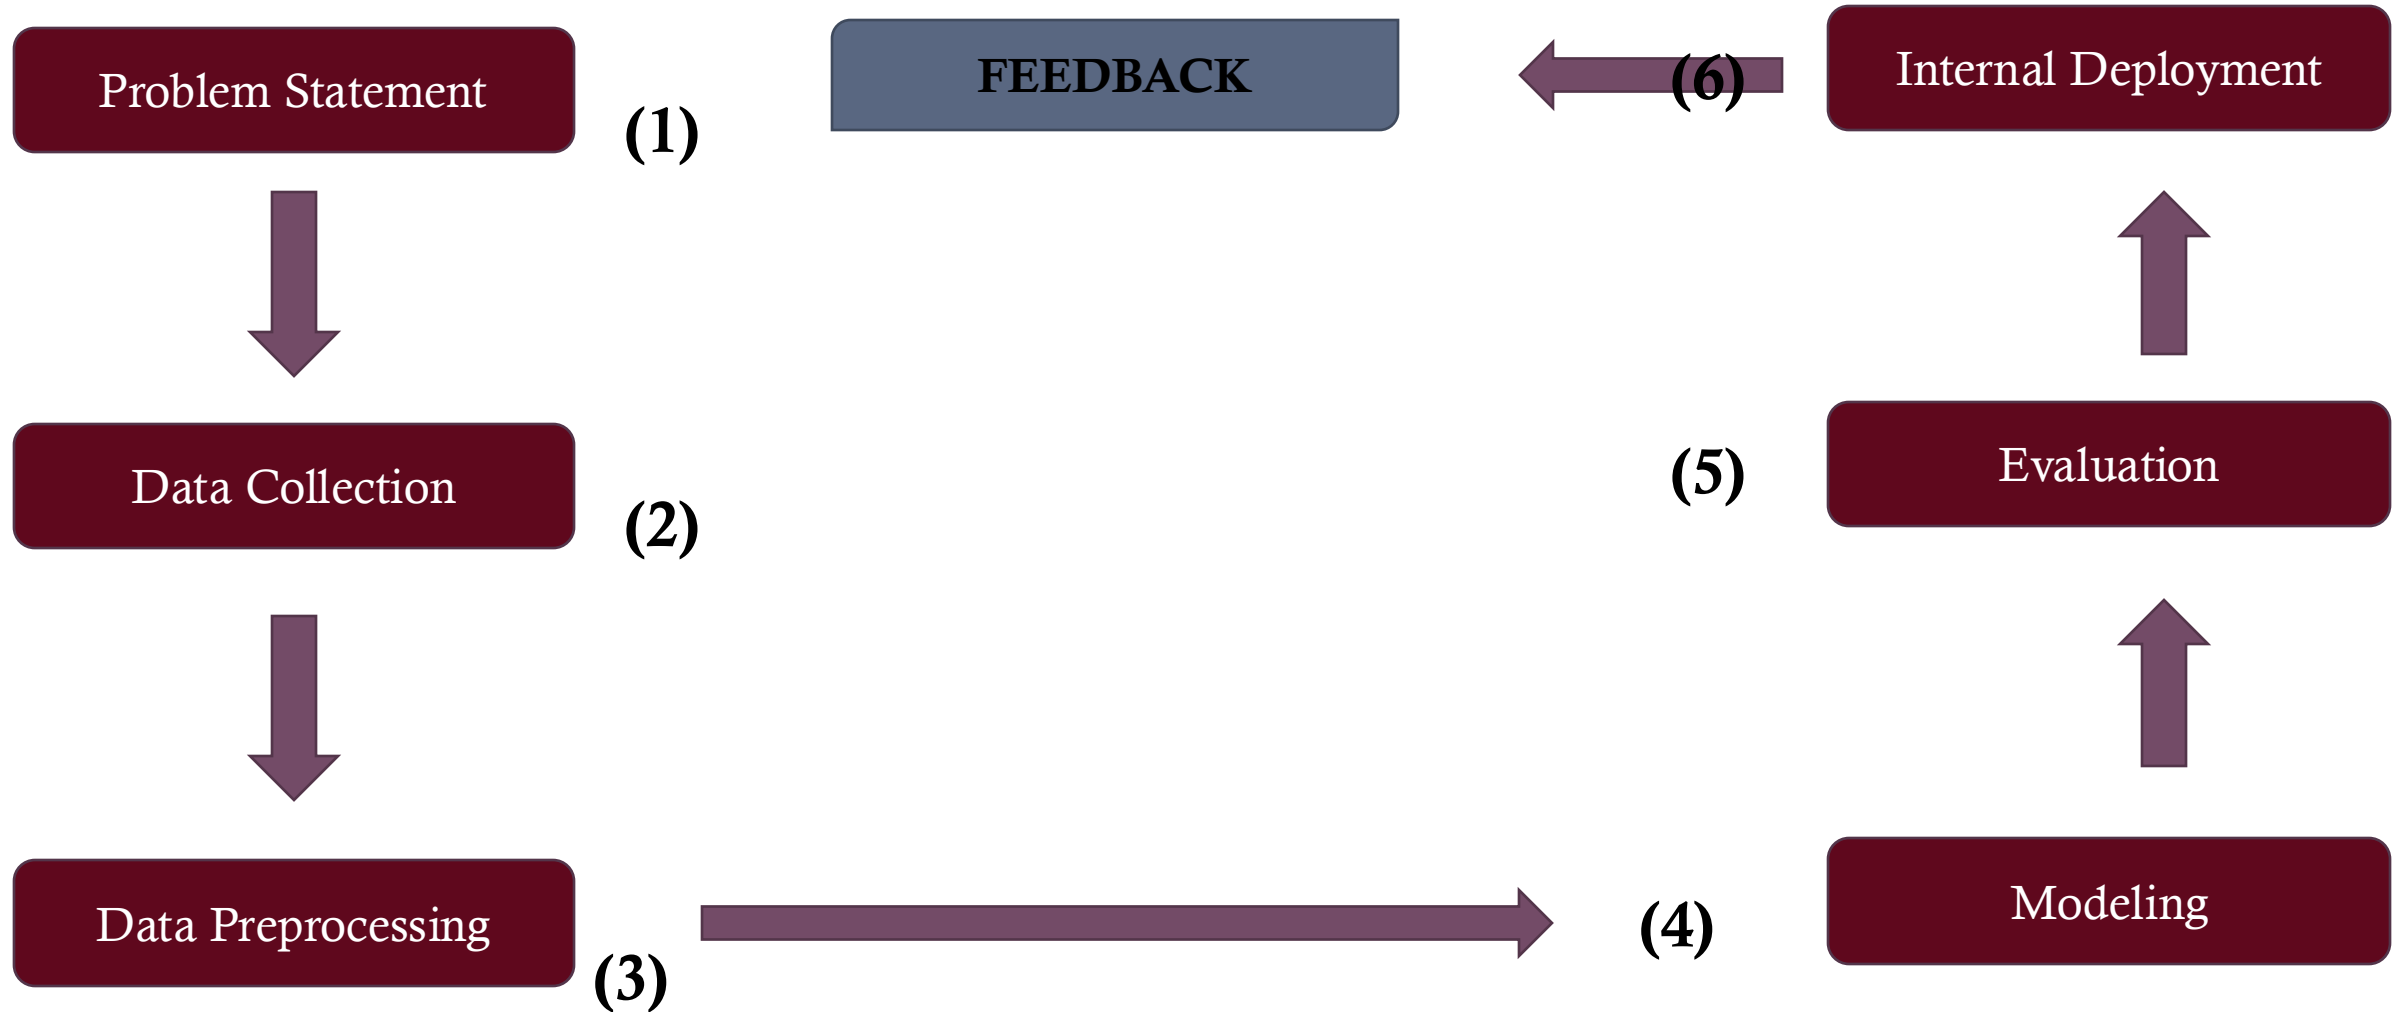 Problem Statement
(1)
Data Collection
(2)
Data Preprocessing
(3)
(4)
Modeling
(5)
Evaluation
(6)
Internal Deployment
FEEDBACK